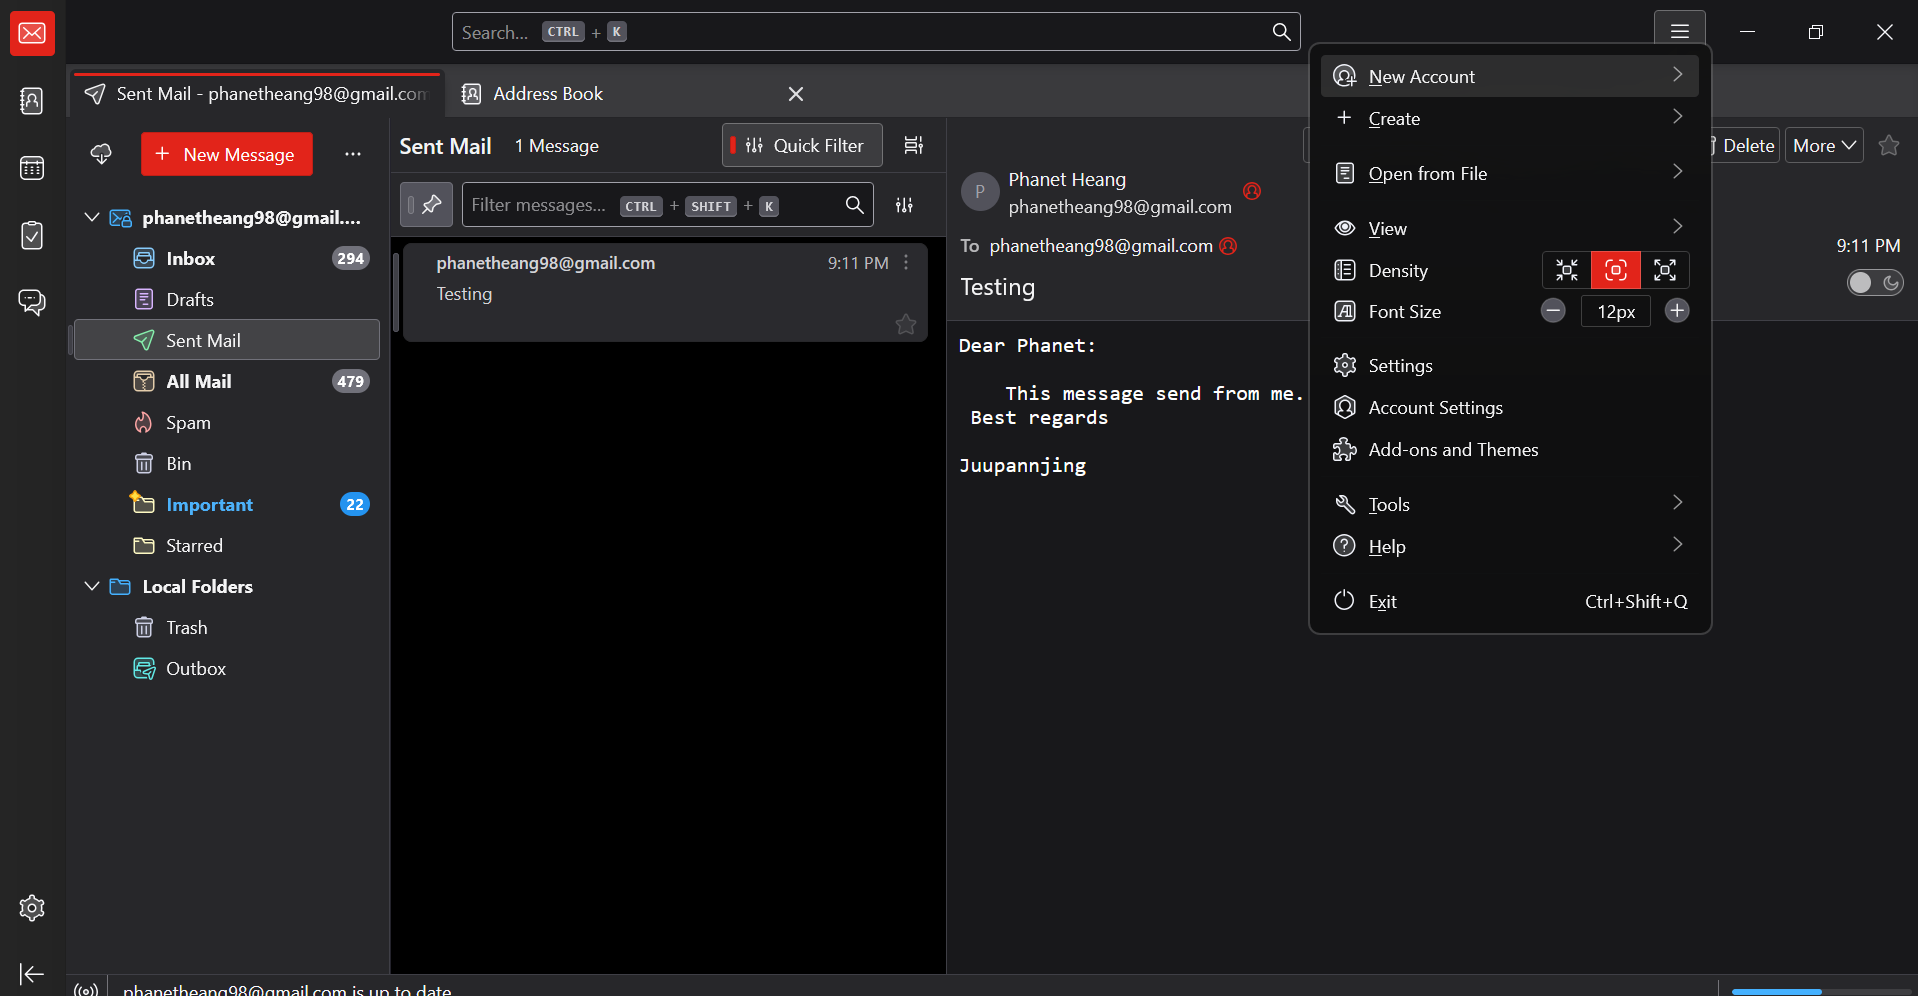 Search... CTRL + K
Sent Mail - phanetheang98@gmail.com
Address Book
New Message
phanetheang98@gmail....
Inbox 294
Drafts
Sent Mail
All Mail 479
Spam
Bin
Important 22
Starred
Local Folders
Trash
Outbox
Sent Mail 1 Message Quick Filter
Filter messages... CTRL + SHIFT + K
phanetheang98@gmail.com 9:11 PM
Testing
Delete More
P
Phanet Heang
phanetheang98@gmail.com
To phanetheang98@gmail.com 9:11 PM
Testing
Dear Phanet:
This message send from me.
Best regards
Juupannjing
New Account
Create
Open from File
View
Density
Font Size 12px
Settings
Account Settings
Add-ons and Themes
Tools
Help
Exit Ctrl+Shift+Q
phanetheang98@gmail.com is up to date